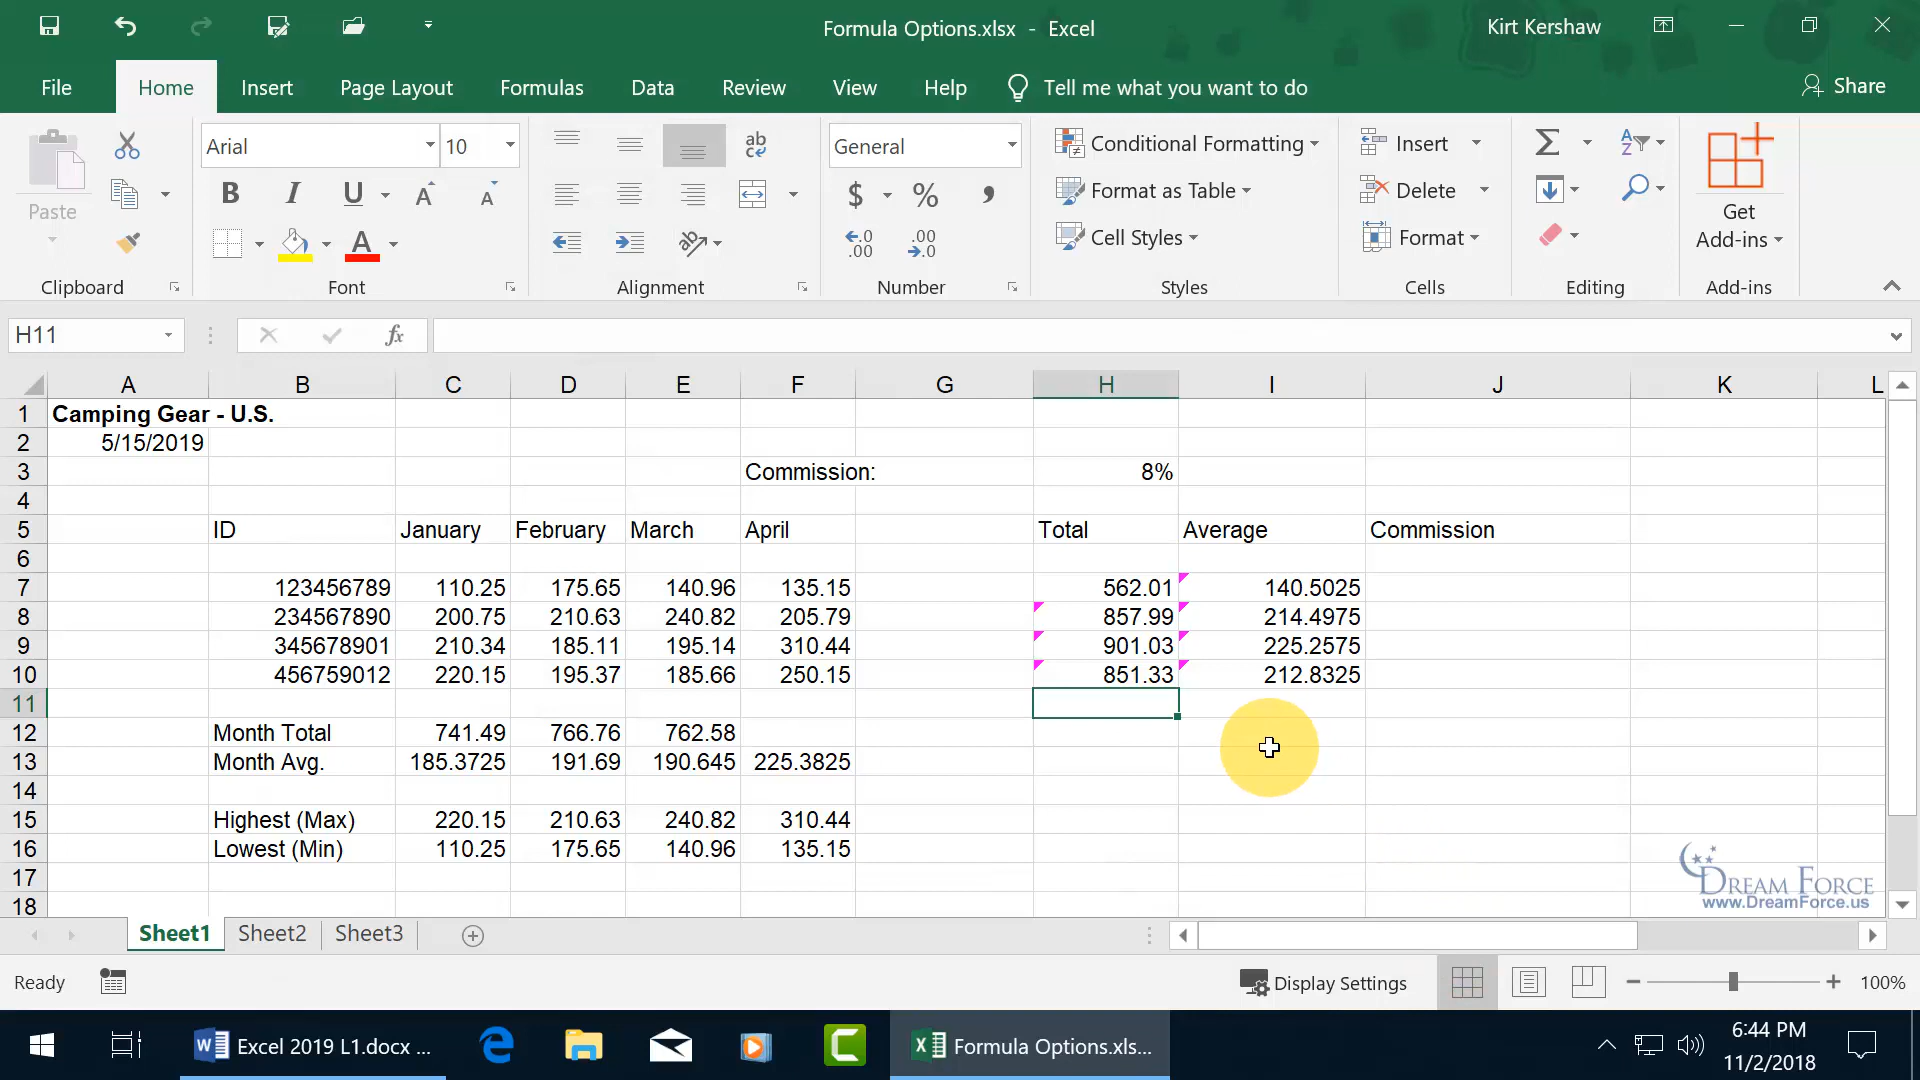 Formula Options.xlsx - Excel
Kirt Kershaw
File Home Insert Page Layout Formulas Data Review View Help Tell me what you want to do Share
Paste
Clipboard
Arial 10
B I U A A
A
Font
ab
c
Alignment
General
$ % ,
.0 .00
.00 .0
Number
Conditional Formatting
Format as Table
Cell Styles
Styles
Insert
Delete
Format
Cells
Σ A
Z
Editing
Get
Add-ins
Add-ins
H11 fx
A B C D E F G H I J K L
1 Camping Gear - U.S.
2 5/15/2019
3 Commission: 8%
4
5 ID January February March April Total Average Commission
6
7 123456789 110.25 175.65 140.96 135.15 562.01 140.5025
8 234567890 200.75 210.63 240.82 205.79 857.99 214.4975
9 345678901 210.34 185.11 195.14 310.44 901.03 225.2575
10 456759012 220.15 195.37 185.66 250.15 851.33 212.8325
11
12 Month Total 741.49 766.76 762.58
13 Month Avg. 185.3725 191.69 190.645 225.3825
14
15 Highest (Max) 220.15 210.63 240.82 310.44
16 Lowest (Min) 110.25 175.65 140.96 135.15
17
18
Dream Force
www.DreamForce.us
Sheet1 Sheet2 Sheet3
Ready Display Settings 100%
W Excel 2019 L1.docx ... Formula Options.xls...
6:44 PM
11/2/2018